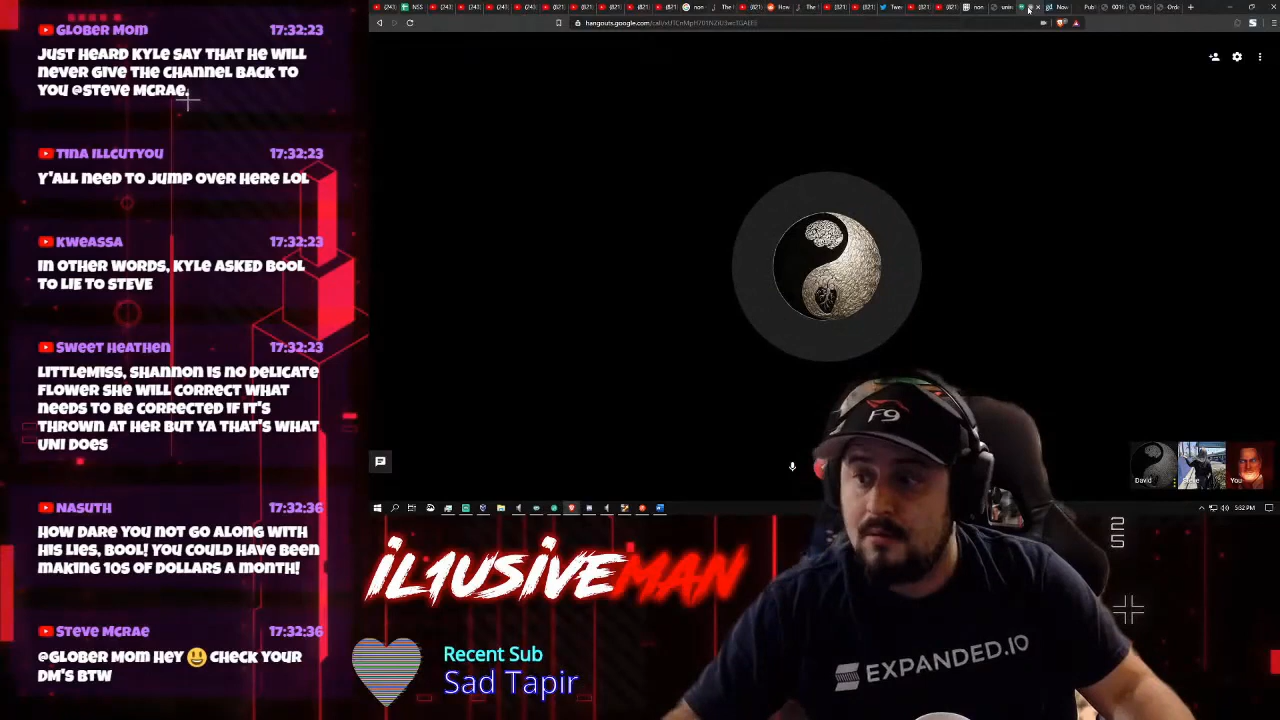 GLOBER MOM 17:32:23
JUST HEARD KYLE SAY THAT HE WILL
NEVER GIVE THE CHANNEL BACK TO
YOU @STEVE MCRAE.
TINA ILLCUTYOU 17:32:23
Y'ALL NEED TO JUMP OVER HERE LOL
KWEASSA 17:32:23
IN OTHER WORDS, KYLE ASKED BOOL
TO LIE TO STEVE
SWEET HEATHEN 17:32:23
LITTLEMISS, SHANNON IS NO DELICATE
FLOWER SHE WILL CORRECT WHAT
NEEDS TO BE CORRECTED IF IT'S
THROWN AT HER BUT YA THAT'S WHAT
UNI DOES
NASUTH 17:32:36
HOW DARE YOU NOT GO ALONG WITH
HIS LIES, BOOL! YOU COULD HAVE BEEN
MAKING 10S OF DOLLARS A MONTH!
STEVE MCRAE 17:32:36
@GLOBER MOM HEY 😃 CHECK YOUR
DM'S BTW
David
You
5:32 PM
F9
EXPANDED.IO
iL1USiVEMAN
Recent Sub
Sad Tapir
25